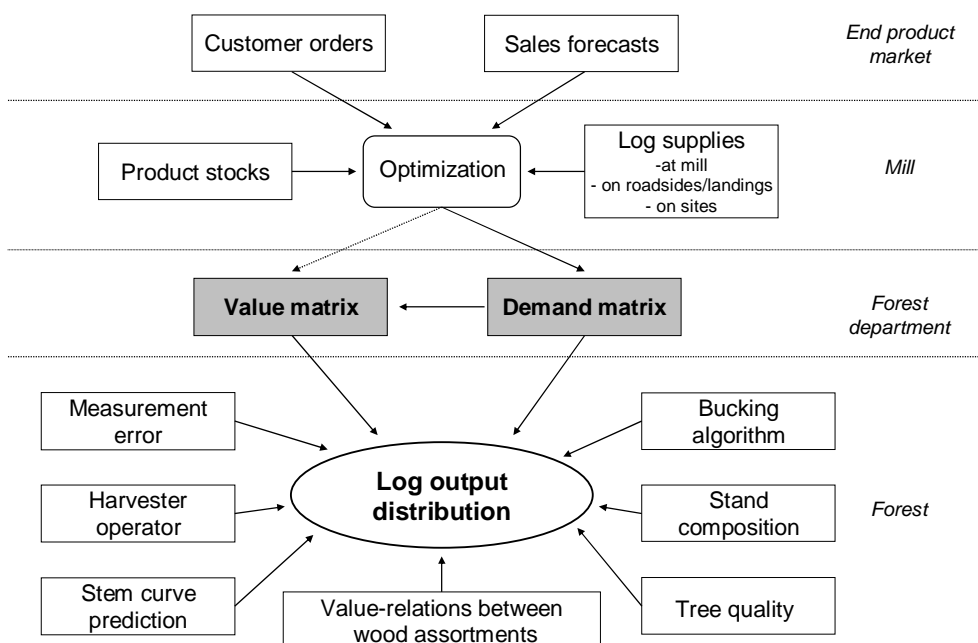 Customer orders
Sales forecasts
End product
market
Product stocks
Optimization
Log supplies
-at mill
- on roadsides/landings
- on sites
Mill
Value matrix
Demand matrix
Forest
department
Measurement
error
Bucking
algorithm
Log output
distribution
Harvester
operator
Stand
composition
Forest
Stem curve
prediction
Value-relations between
wood assortments
Tree quality